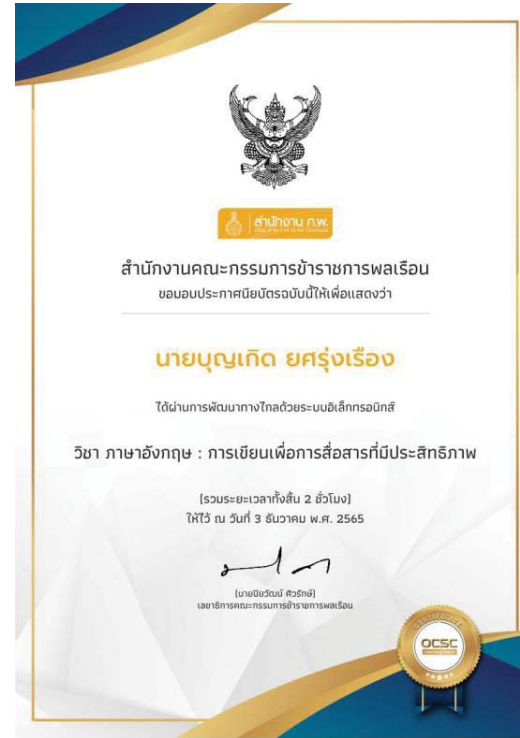 สำนักงาน ก.พ.
สำนักงานคณะกรรมการข้าราชการพลเรือน
ขอมอบประกาศนียบัตรฉบับนี้ให้เพื่อแสดงว่า
นายบุญเกิด ยศรุ่งเรือง
ได้ผ่านการพัฒนาทางไกลด้วยระบบอิเล็กทรอนิกส์
วิชา ภาษาอังกฤษ : การเขียนเพื่อการสื่อสารที่มีประสิทธิภาพ
(รวมระยะเวลาทั้งสิ้น 2 ชั่วโมง)
ให้ไว้ ณ วันที่ 3 ธันวาคม พ.ศ. 2565
(นายปิยวัฒน์ ศิวรักษ์)
เลขาธิการคณะกรรมการข้าราชการพลเรือน
OCSC